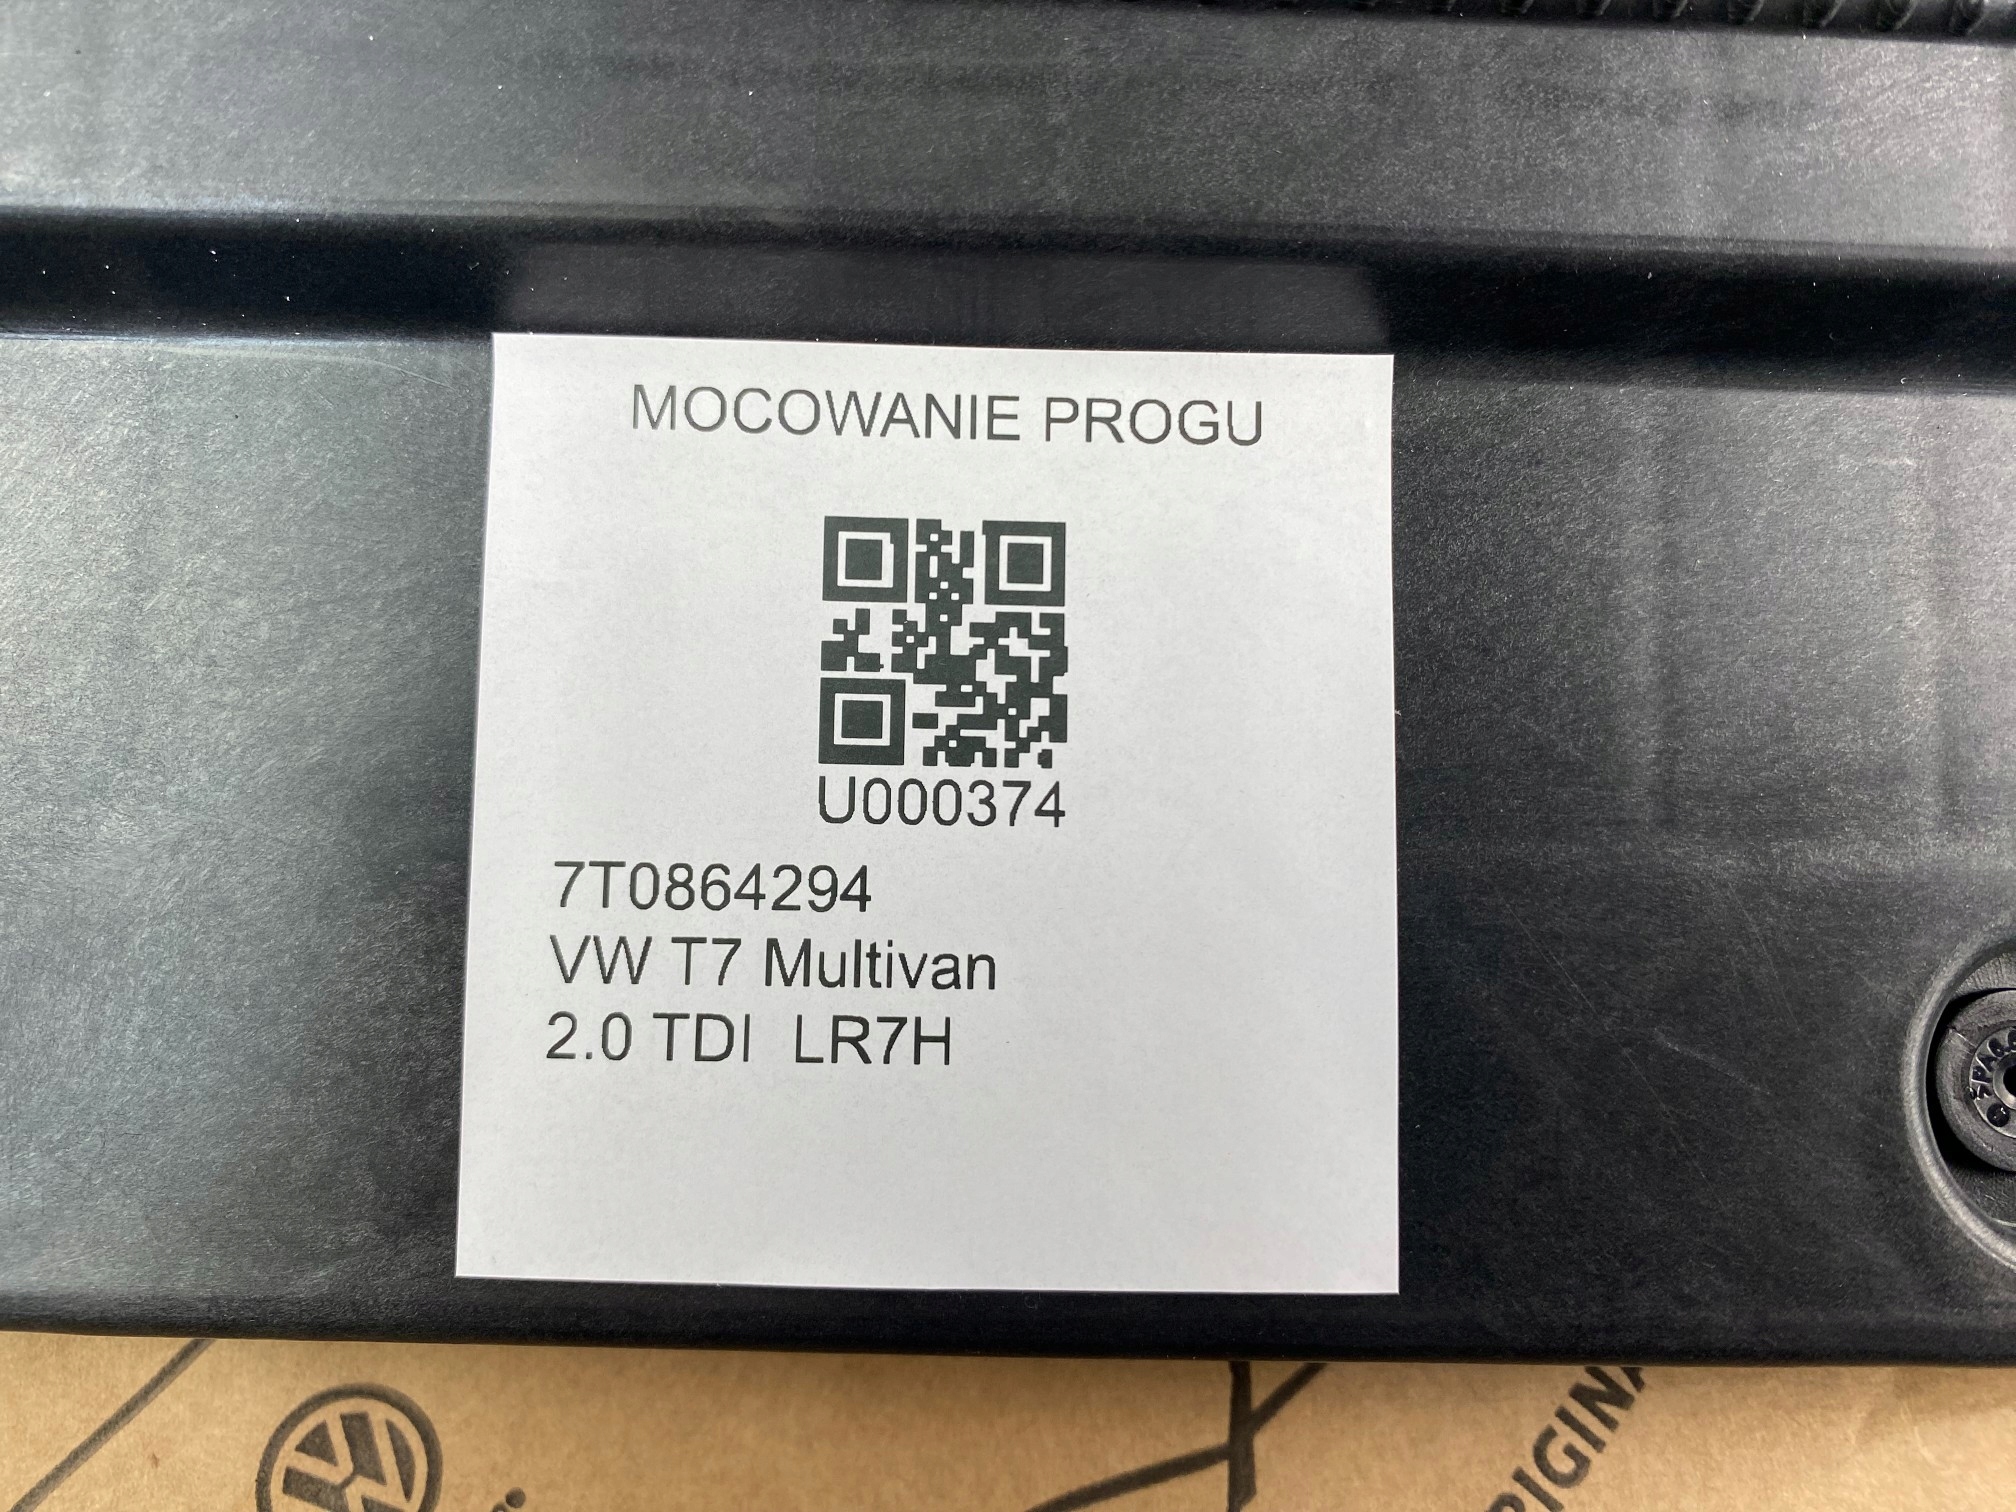 MOCOWANIE PROGU
U000374
7T0864294
VW T7 Multivan
2.0 TDI LR7H